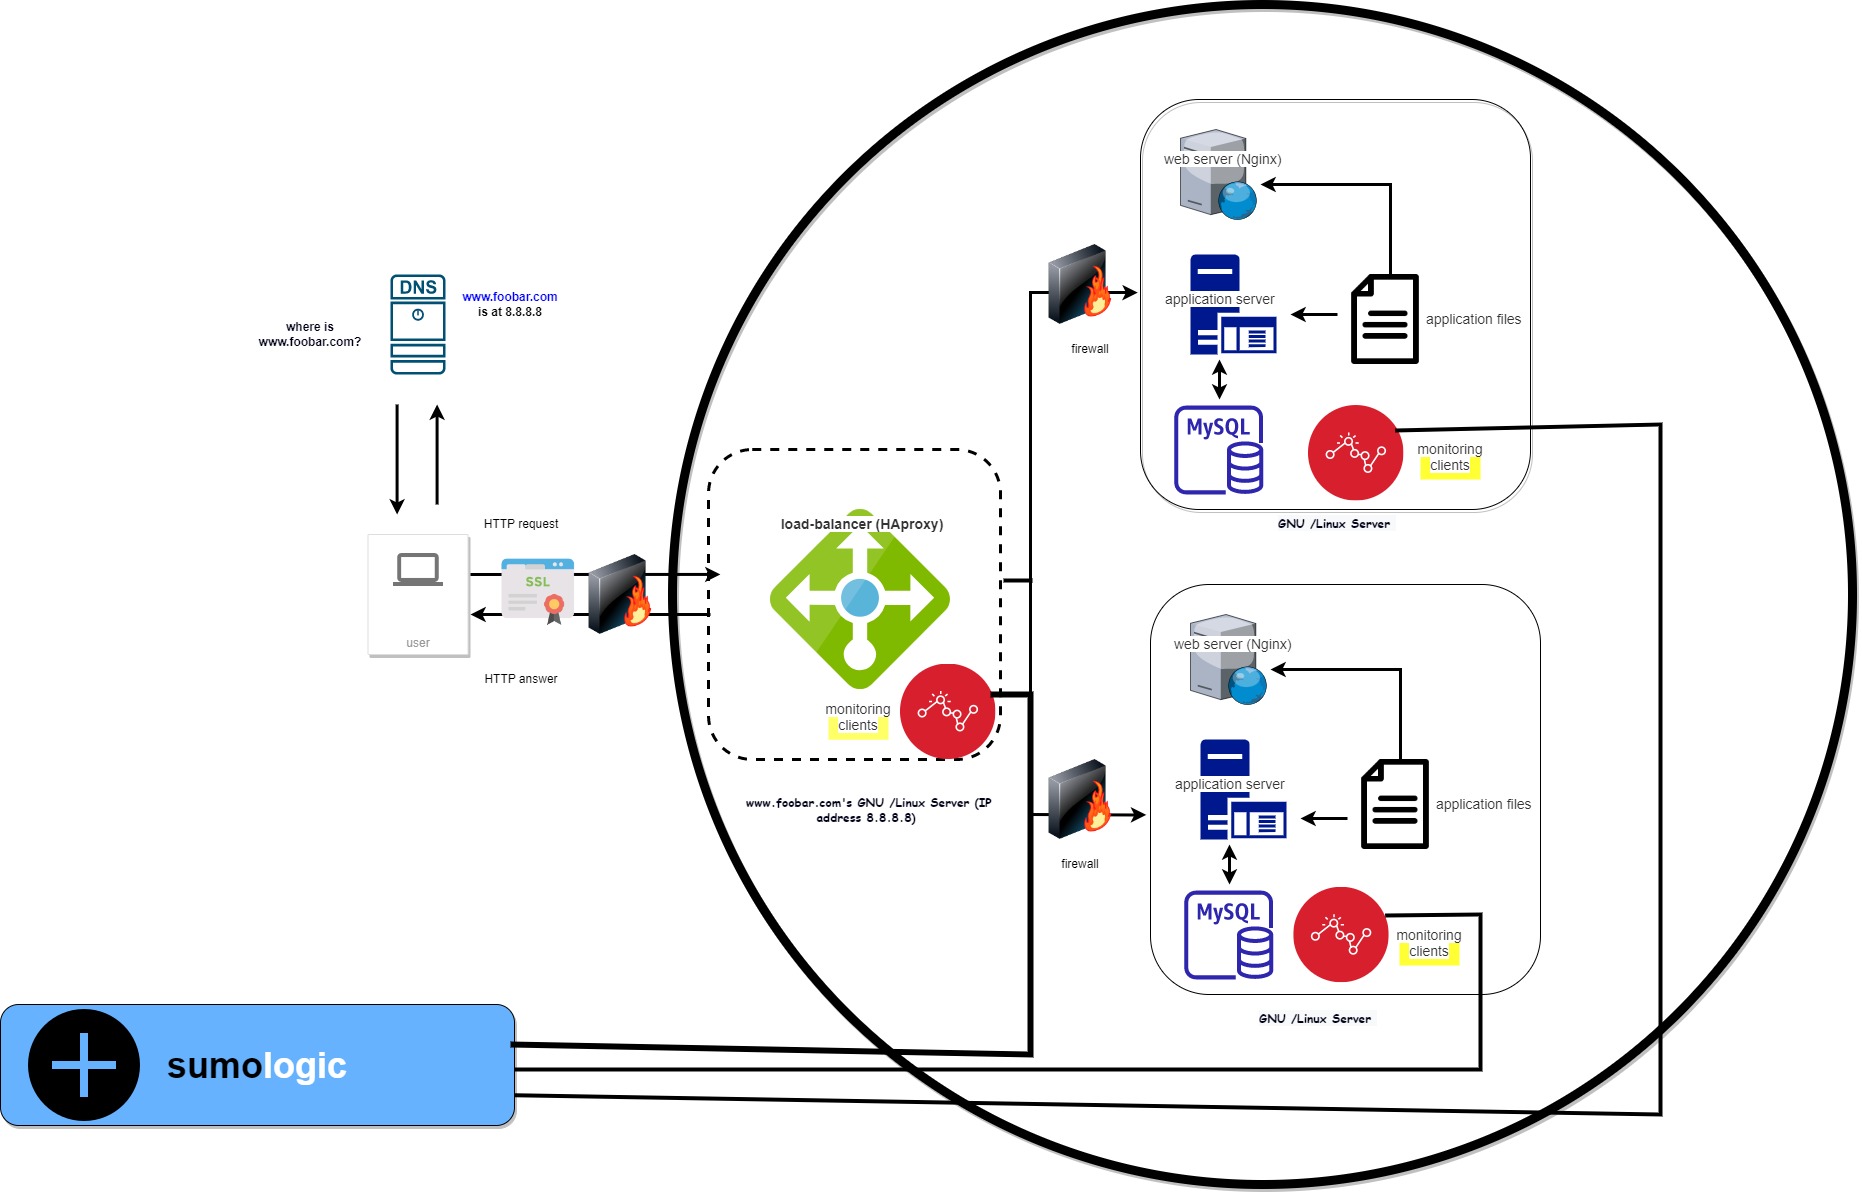 DNS
www.foobar.com
is at 8.8.8.8
where is
www.foobar.com?
HTTP request
SSL
user
HTTP answer
load-balancer (HAproxy)
monitoring
clients
www.foobar.com's GNU /Linux Server (IP
address 8.8.8.8)
firewall
web server (Nginx)
application server
application files
MySQL
monitoring
clients
GNU /Linux Server
firewall
web server (Nginx)
application server
application files
MySQL
monitoring
clients
GNU /Linux Server
sumologic